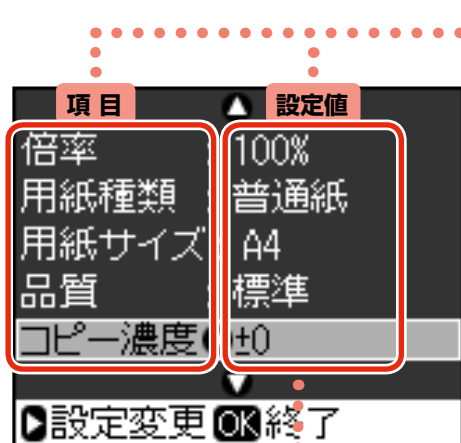 項目 設定値
倍率 : 100%
用紙種類 : 普通紙
用紙サイズ : A4
品質 : 標準
コピー濃度 ±0
設定変更 OK 終了